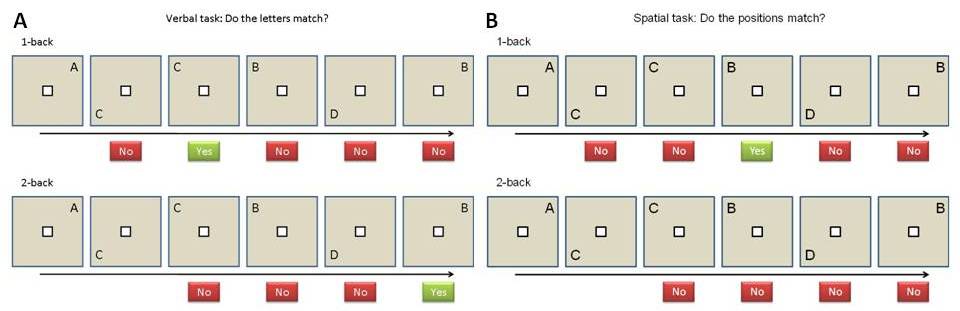 A
Verbal task: Do the letters match?
1-back
A C C B D B
No Yes No No No
2-back
A C C B D B
No No No Yes
B
Spatial task: Do the positions match?
1-back
A C C B D B
No No Yes No No
2-back
A C C B D B
No No No No